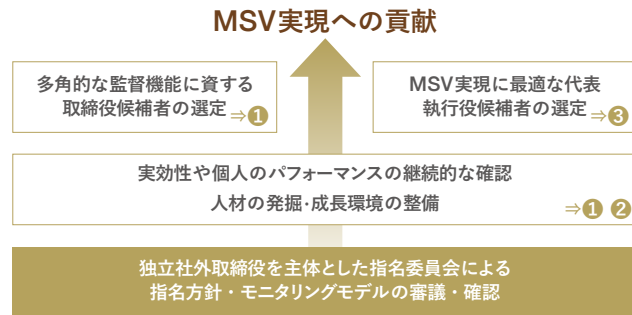 MSV実現への貢献
多角的な監督機能に資する
取締役候補者の選定 ⇒❶
MSV実現に最適な代表
執行役候補者の選定 ⇒❸
実効性や個人のパフォーマンスの継続的な確認
人材の発掘・成長環境の整備 ⇒❶ ❷
独立社外取締役を主体とした指名委員会による
指名方針・モニタリングモデルの審議・確認